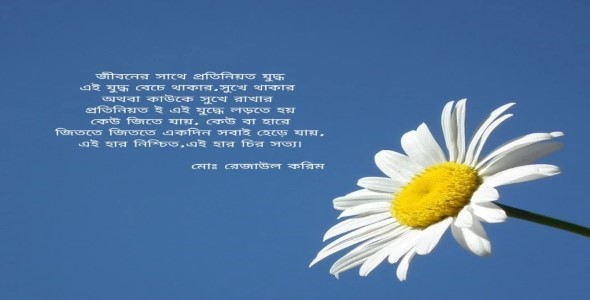 জীবনের সাথে প্রতিনিয়ত যুদ্ধ
এই যুদ্ধ বেচে থাকার.সুখে থাকার
অথবা কাউকে সুখে রাখার
প্রতিনিয়ত ই এই যুদ্ধে লড়তে হয়
কেউ জিতে যায়. কেউ বা হারে
জিততে জিততে একদিন সবাই হেড়ে যায়.
এই হার নিশ্চিত.এই হার চির সত্য।
মোঃ রেজাউল করিম